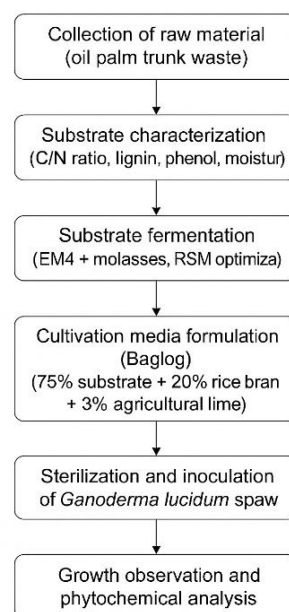 Collection of raw material
(oil palm trunk waste)
Substrate characterization
(C/N ratio, lignin, phenol, moistur)
Substrate fermentation
(EM4 + molasses, RSM optimiza)
Cultivation media formulation
(Baglog)
(75% substrate + 20% rice bran
+ 3% agricultural lime)
Sterilization and inoculation
of Ganoderma lucidum spaw
Growth observation and
phytochemical analysis